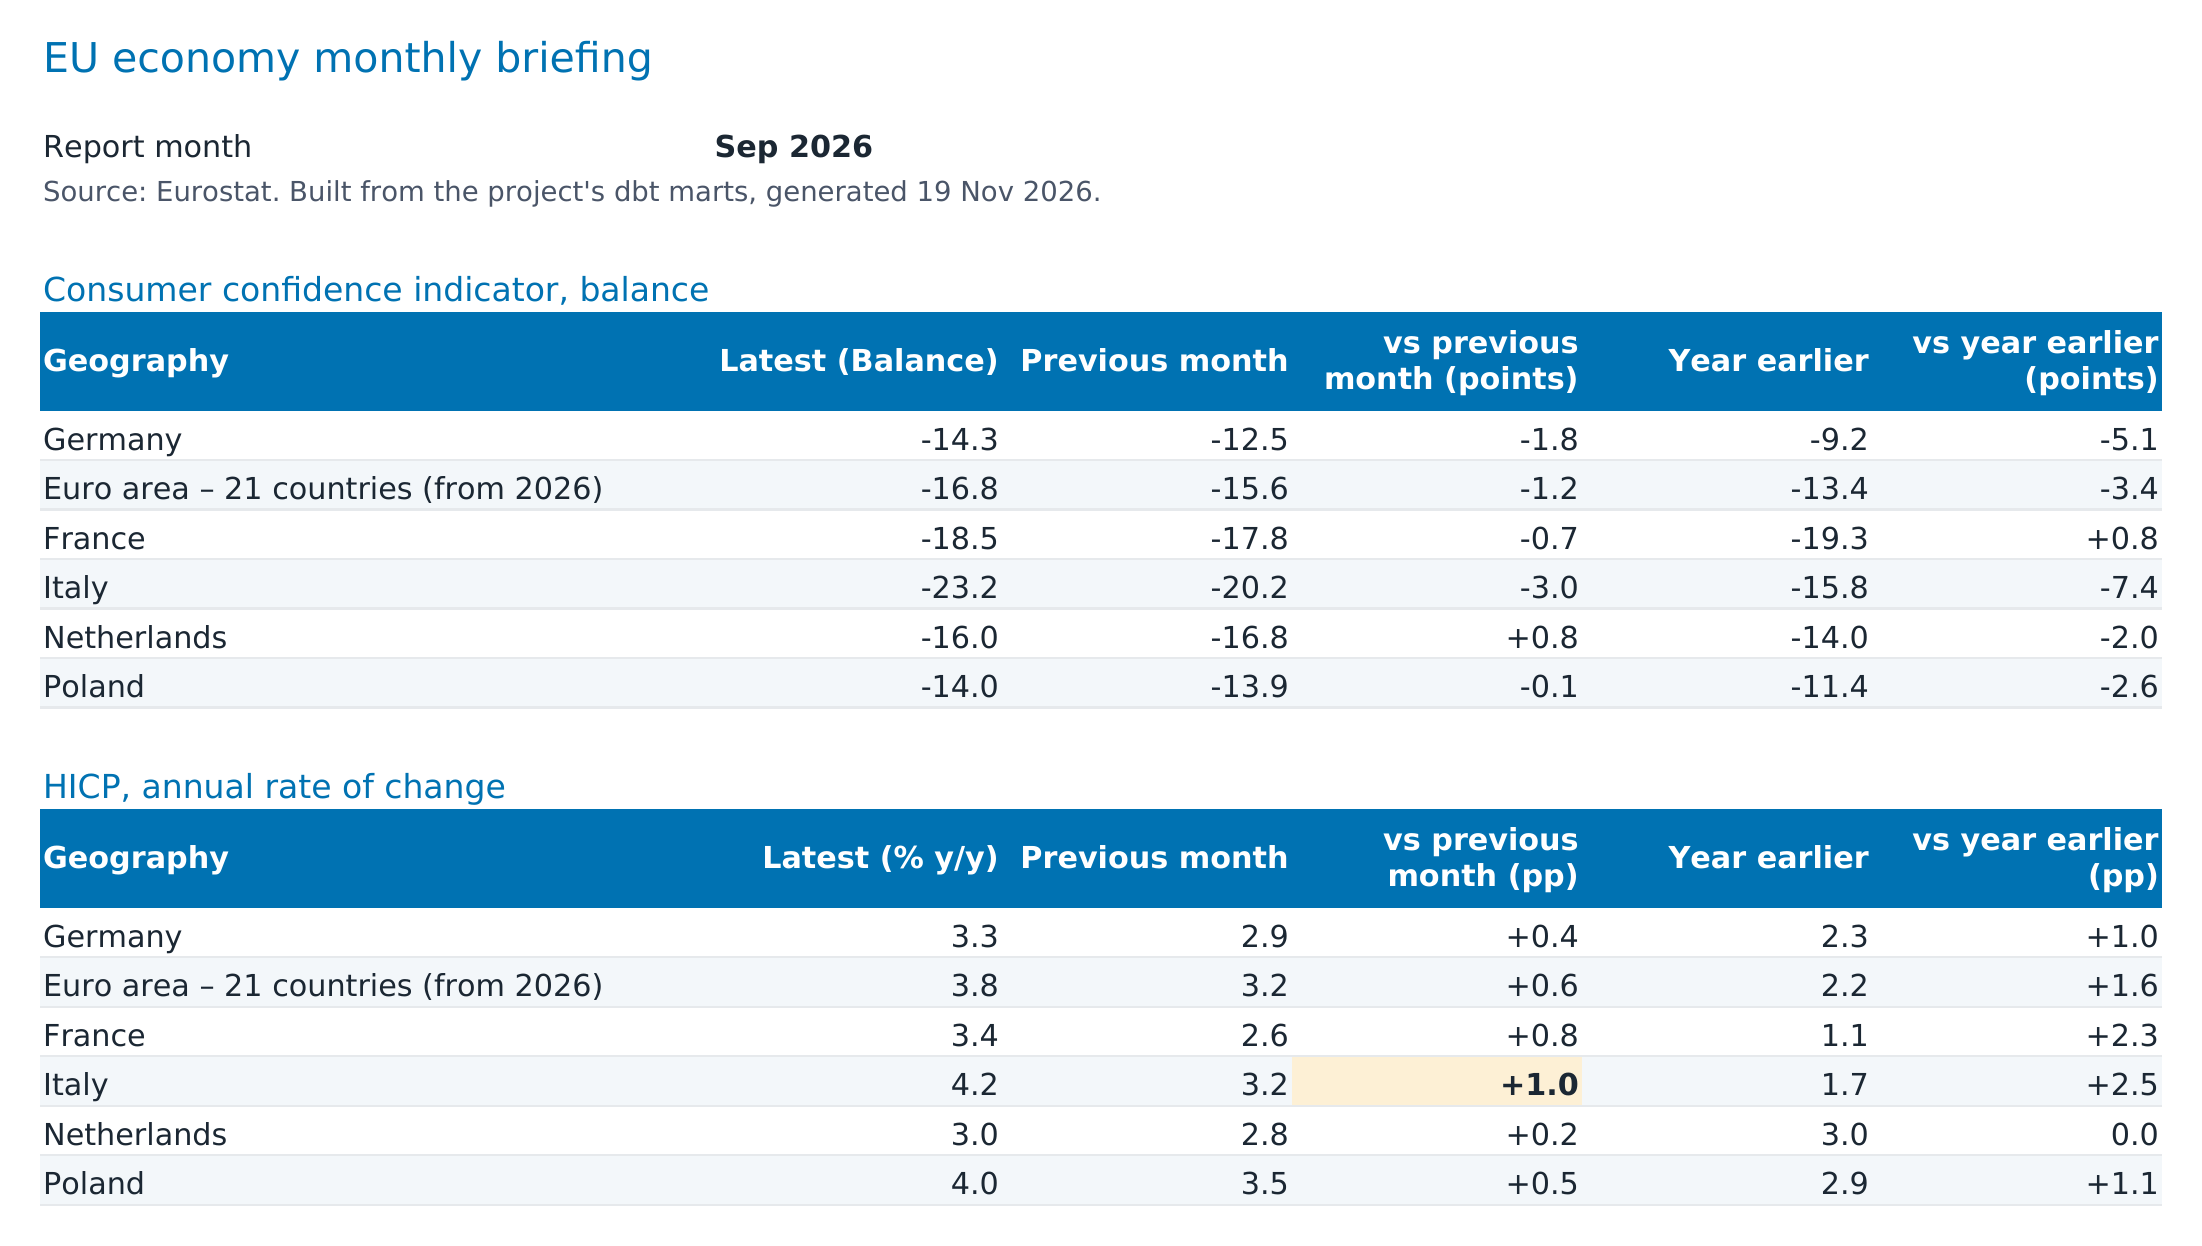 EU economy monthly briefing
Report month Sep 2026
Source: Eurostat. Built from the project's dbt marts, generated 19 Nov 2026.
Consumer confidence indicator, balance
Geography Latest (Balance) Previous month vs previous month (points) Year earlier vs year earlier (points)
Germany -14.3 -12.5 -1.8 -9.2 -5.1
Euro area – 21 countries (from 2026) -16.8 -15.6 -1.2 -13.4 -3.4
France -18.5 -17.8 -0.7 -19.3 +0.8
Italy -23.2 -20.2 -3.0 -15.8 -7.4
Netherlands -16.0 -16.8 +0.8 -14.0 -2.0
Poland -14.0 -13.9 -0.1 -11.4 -2.6
HICP, annual rate of change
Geography Latest (% y/y) Previous month vs previous month (pp) Year earlier vs year earlier (pp)
Germany 3.3 2.9 +0.4 2.3 +1.0
Euro area – 21 countries (from 2026) 3.8 3.2 +0.6 2.2 +1.6
France 3.4 2.6 +0.8 1.1 +2.3
Italy 4.2 3.2 +1.0 1.7 +2.5
Netherlands 3.0 2.8 +0.2 3.0 0.0
Poland 4.0 3.5 +0.5 2.9 +1.1